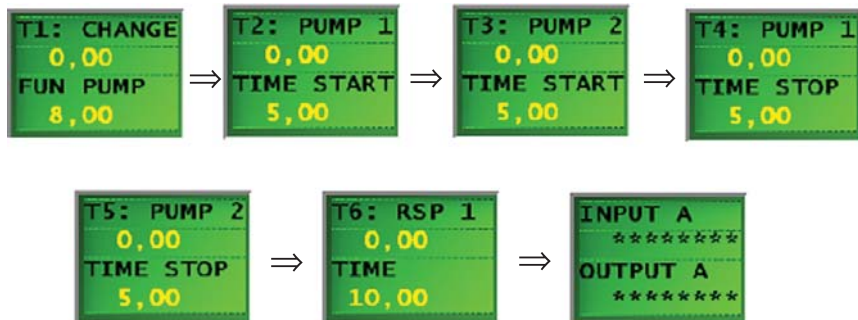 T1: CHANGE
0,00
FUN PUMP
8,00
T2: PUMP 1
0,00
TIME START
5,00
T3: PUMP 2
0,00
TIME START
5,00
T4: PUMP 1
0,00
TIME STOP
5,00
T5: PUMP 2
0,00
TIME STOP
5,00
T6: RSP 1
0,00
TIME
10,00
INPUT A
********
OUTPUT A
********